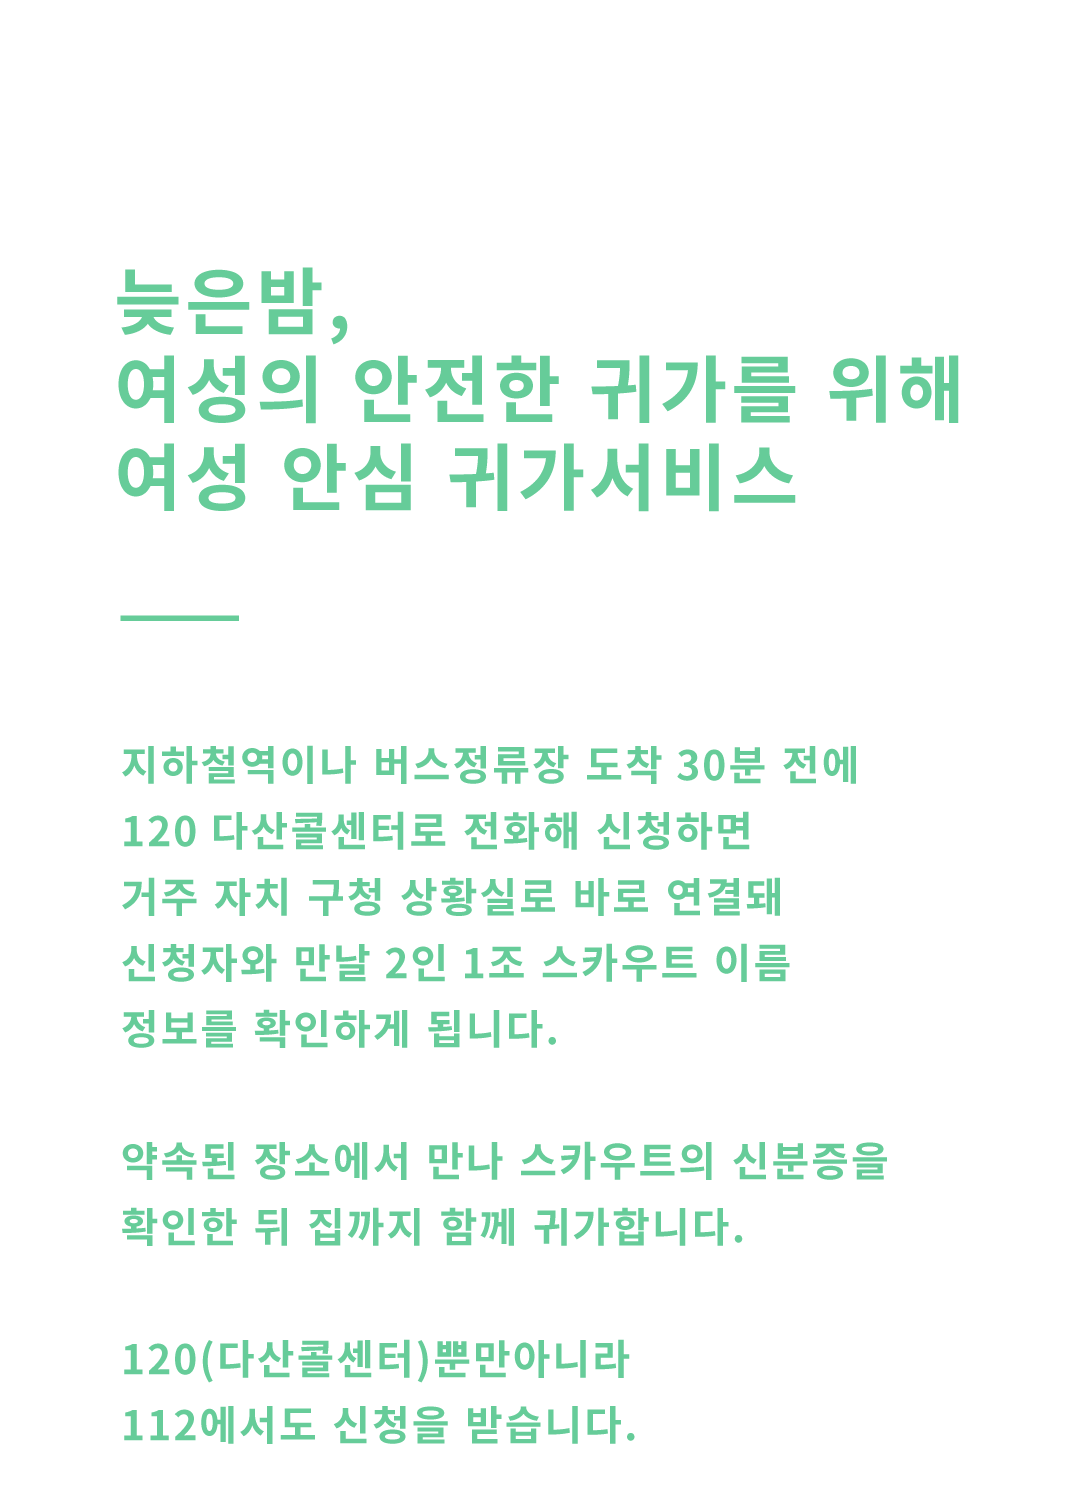 늦은밤,
여성의 안전한 귀가를 위해
여성 안심 귀가서비스
지하철역이나 버스정류장 도착 30분 전에
120 다산콜센터로 전화해 신청하면
거주 자치 구청 상황실로 바로 연결돼
신청자와 만날 2인 1조 스카우트 이름
정보를 확인하게 됩니다.
약속된 장소에서 만나 스카우트의 신분증을
확인한 뒤 집까지 함께 귀가합니다.
120(다산콜센터)뿐만아니라
112에서도 신청을 받습니다.